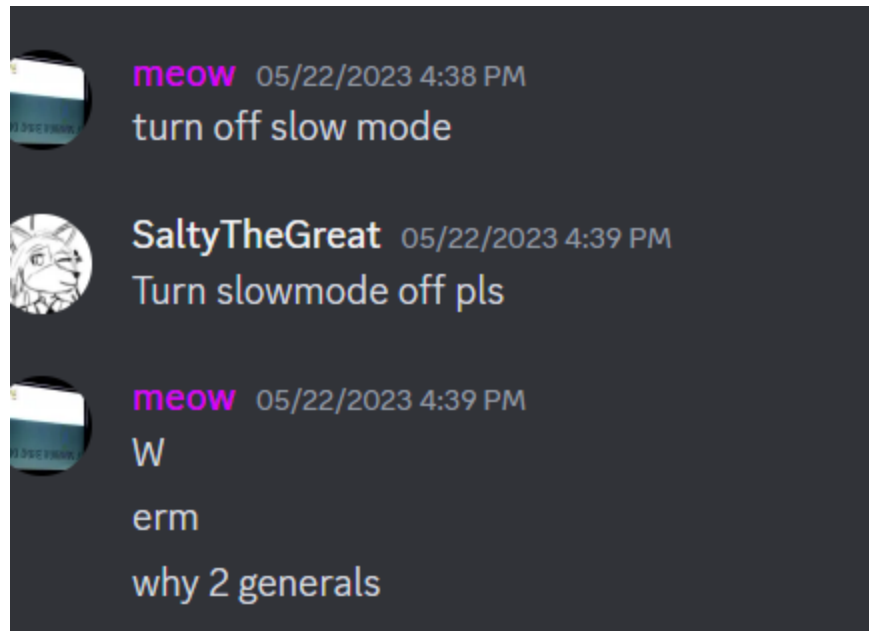 meow 05/22/2023 4:38 PM
turn off slow mode
SaltyTheGreat 05/22/2023 4:39 PM
Turn slowmode off pls
meow 05/22/2023 4:39 PM
W
erm
why 2 generals